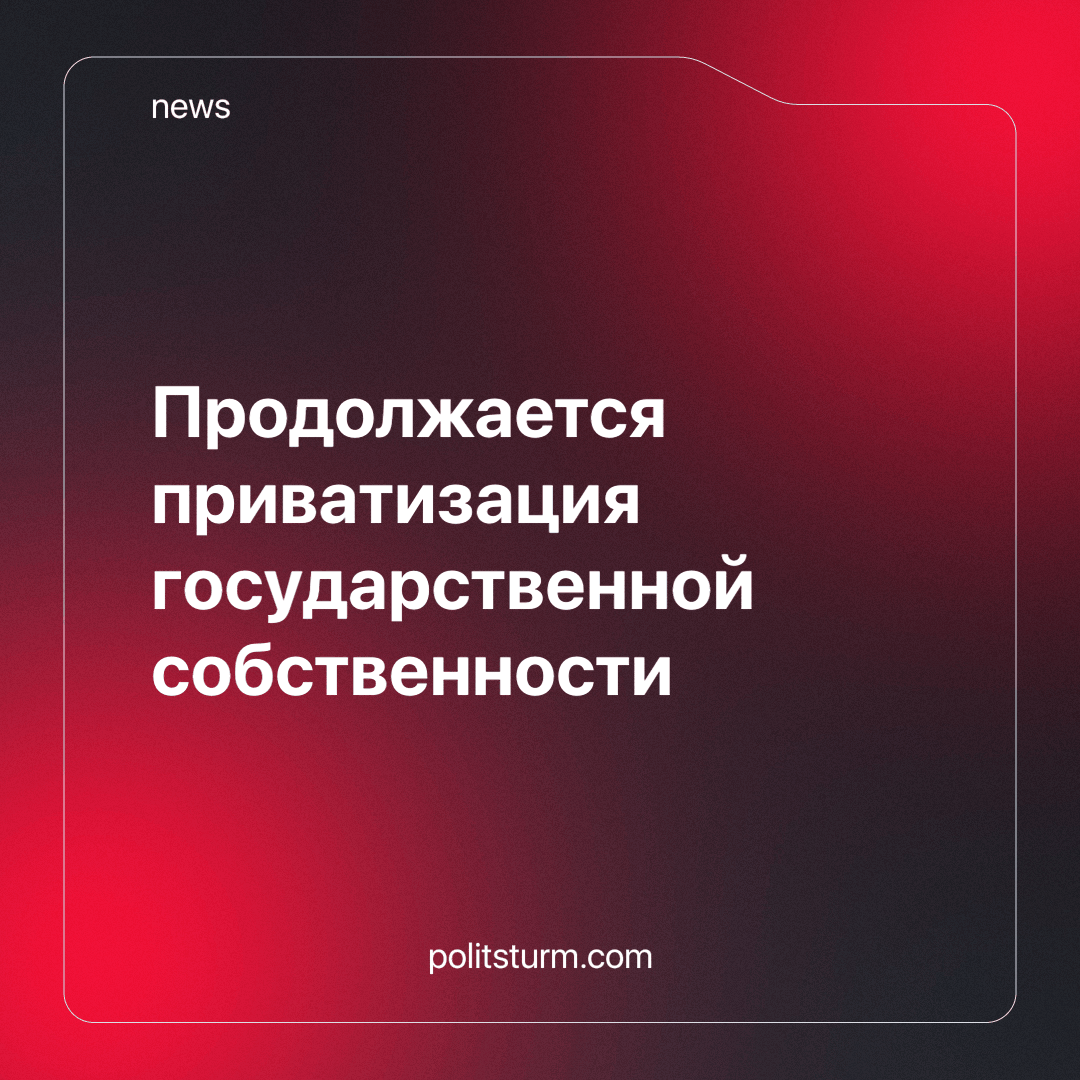 news
Продолжается
приватизация
государственной
собственности
politsturm.com